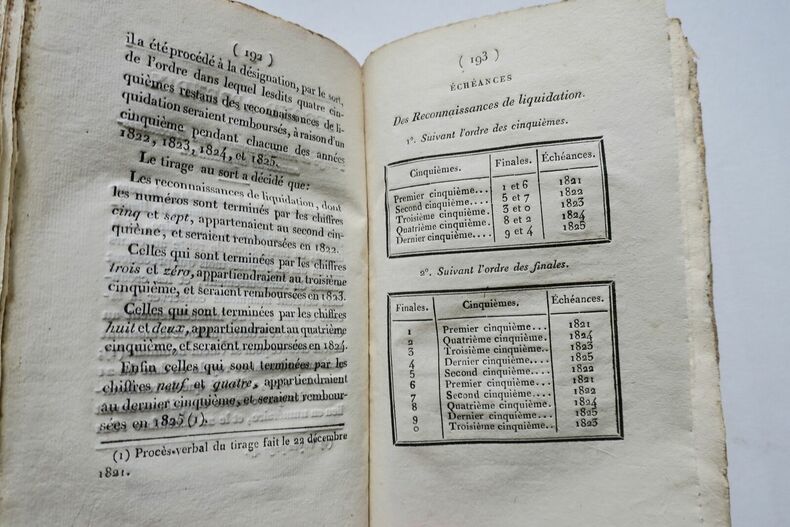 ( 192 )
il a été procédé à la désignation, par le sort,
de l'ordre dans lequel lesdits quatre cin-
quièmes restans des reconnaissances de li-
quidation seraient remboursés, à raison d'un
cinquième pendant chacune des années
1822, 1823, 1824, et 1825.
Le tirage au sort a décidé que:
Les reconnaissances de liquidation, dont
les numéros sont terminés par les chiffres
cinq et sept, appartenaient au second cin-
quième, et seraient remboursées en 1822.
Celles qui sont terminées par les chiffres
trois et zéro, appartiendraient au troisième
cinquième, et seraient remboursées en 1823.
Celles qui sont terminées par les chiffres
huit et deux, appartiendraient au quatrième
cinquième, et seraient remboursées en 1824.
Enfin celles qui sont terminées par les
chiffres neuf et quatre, appartiendraient
au dernier cinquième, et seraient rembour-
sées en 1825 (1).
(1) Procès-verbal du tirage fait le 22 décembre
1821.
( 193 )
ÉCHÉANCES
Des Reconnaissances de liquidation.
1°. Suivant l'ordre des cinquièmes.
Cinquièmes. Finales. Échéances.
Premier cinquième.... 1 et 6 1821
Second cinquième.... 5 et 7 1822
Troisième cinquième. 3 et 0 1823
Quatrième cinquième. 8 et 2 1824
Dernier cinquième.... 9 et 4 1825
2°. Suivant l'ordre des finales.
Finales. Cinquièmes. Échéances.
1 Premier cinquième... 1821
2 Quatrième cinquième. 1824
3 Troisième cinquième. 1823
4 Dernier cinquième... 1825
5 Second cinquième... 1822
6 Premier cinquième... 1821
7 Second cinquième... 1822
8 Quatrième cinquième. 1824
9 Dernier cinquième... 1825
0 Troisième cinquième. 1823